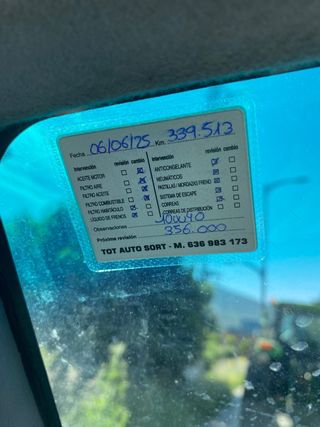 Fecha 06/06/25 Km. 339.513
Intervención revisión cambio Intervención revisión cambio
ACEITE MOTOR ANTICONGELANTE
FILTRO AIRE NEUMÁTICOS
FILTRO ACEITE PASTILLAS / MORDAZAS FRENO
FILTRO COMBUSTIBLE SISTEMA DE ESCAPE
FILTRO HABITÁCULO CORREAS
LÍQUIDO DE FRENOS CORREAS DE DISTRIBUCIÓN
Observaciones 10W40
Próxima revisión 356.000
TOT AUTO SORT - M. 636 983 173